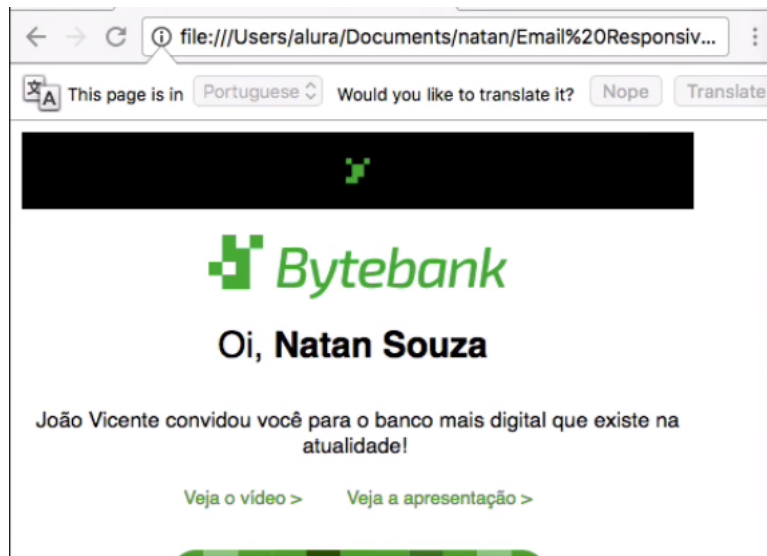 file:///Users/alura/Documents/natan/Email%20Responsiv...
This page is in Portuguese Would you like to translate it? Nope Translate
Bytebank
Oi, Natan Souza
João Vicente convidou você para o banco mais digital que existe na
atualidade!
Veja o vídeo > Veja a apresentação >